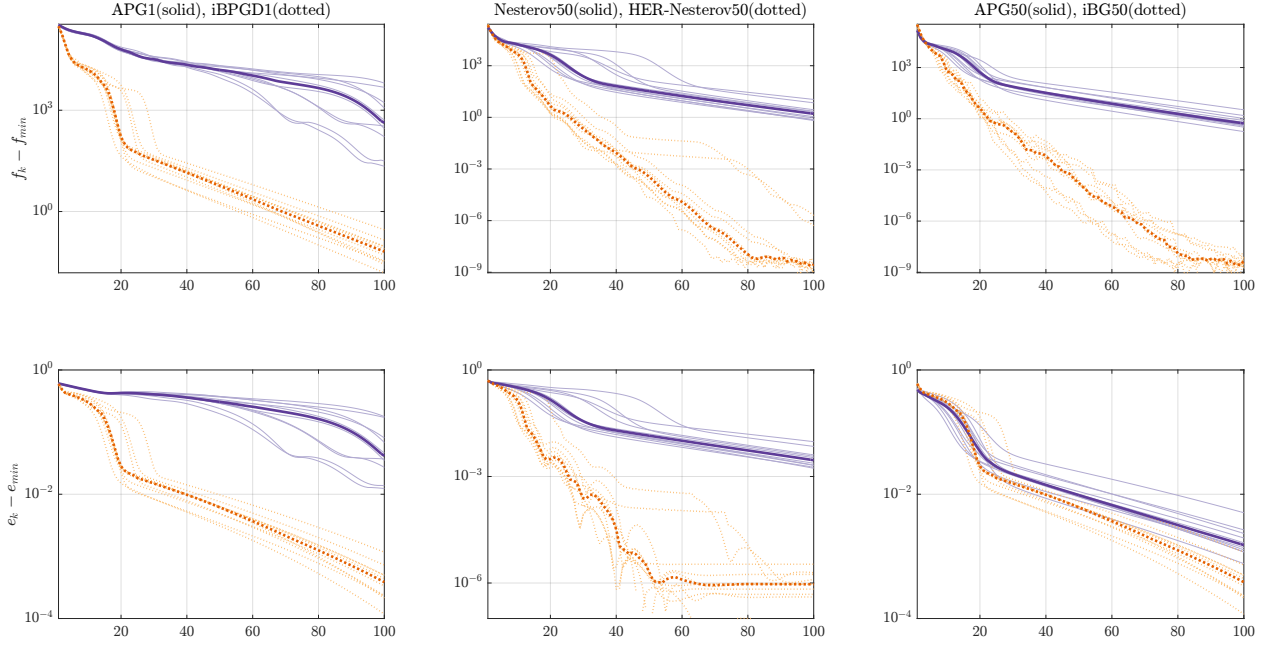 APG1(solid), iBPGD1(dotted)
Nesterov50(solid), HER-Nesterov50(dotted)
APG50(solid), iBG50(dotted)
f_k − f_min
10^3
10^0
20 40 60 80 100
10^3
10^0
10^-3
10^-6
10^-9
20 40 60 80 100
10^3
10^0
10^-3
10^-6
10^-9
20 40 60 80 100
e_k − e_min
10^0
10^-2
10^-4
20 40 60 80 100
10^0
10^-3
10^-6
20 40 60 80 100
10^0
10^-2
10^-4
20 40 60 80 100